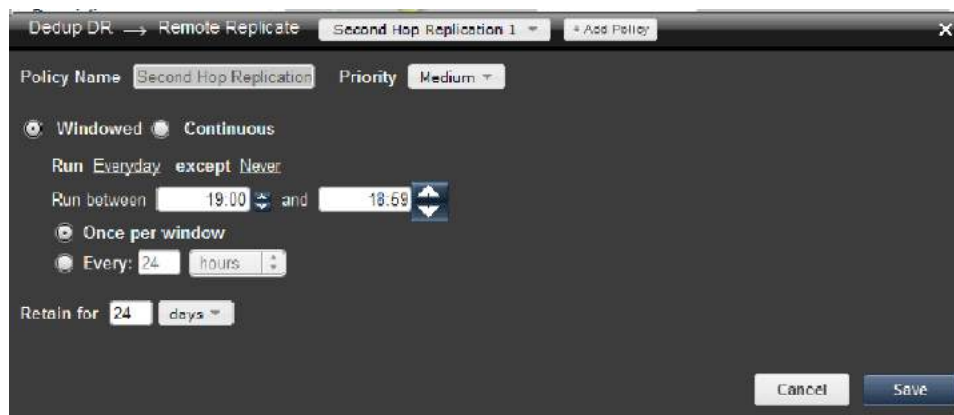 Dedup DR → Remote Replicate Second Hop Replication 1 + Add Policy
Policy Name Second Hop Replication Priority Medium
Windowed Continuous
Run Everyday except Never
Run between 19:00 and 18:59
Once per window
Every: 24 hours
Retain for 24 days
Cancel Save